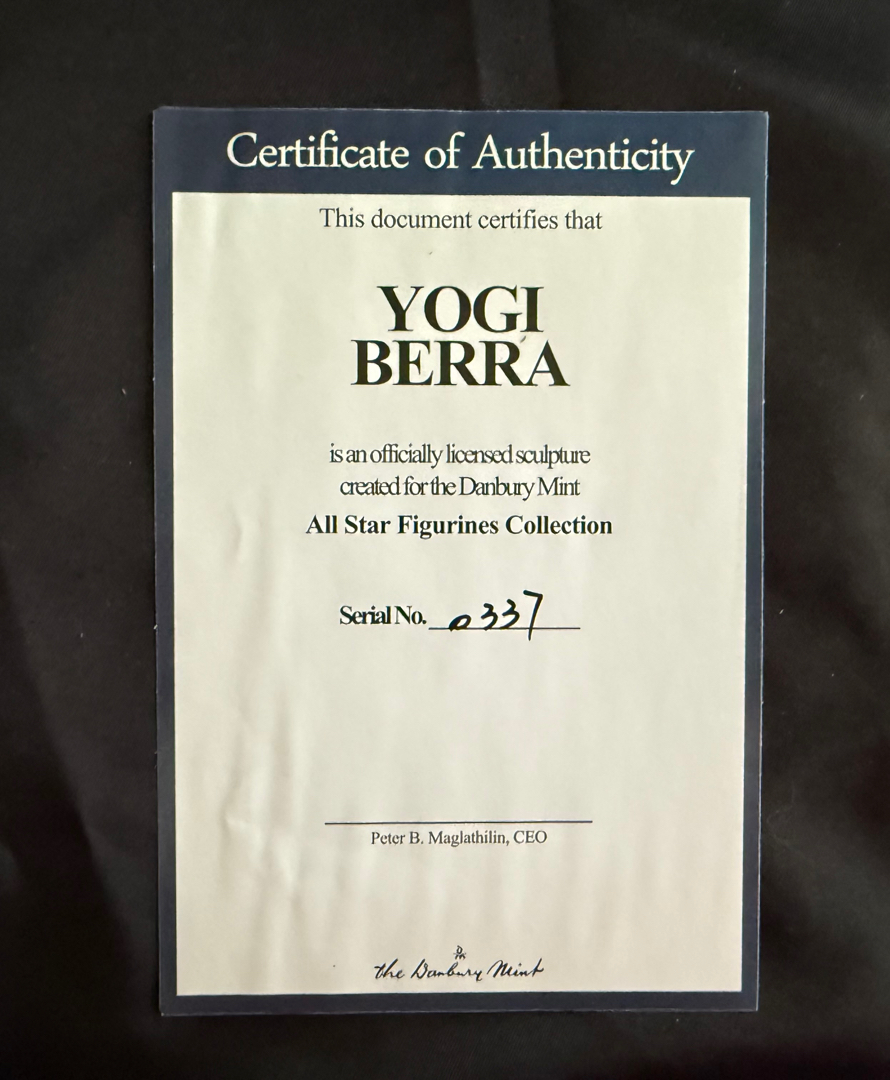 Certificate of Authenticity
This document certifies that
YOGI
BERRA
is an officially licensed sculpture
created for the Danbury Mint
All Star Figurines Collection
Serial No. 0337
Peter B. Maglathilin, CEO
DM
the Danbury Mint